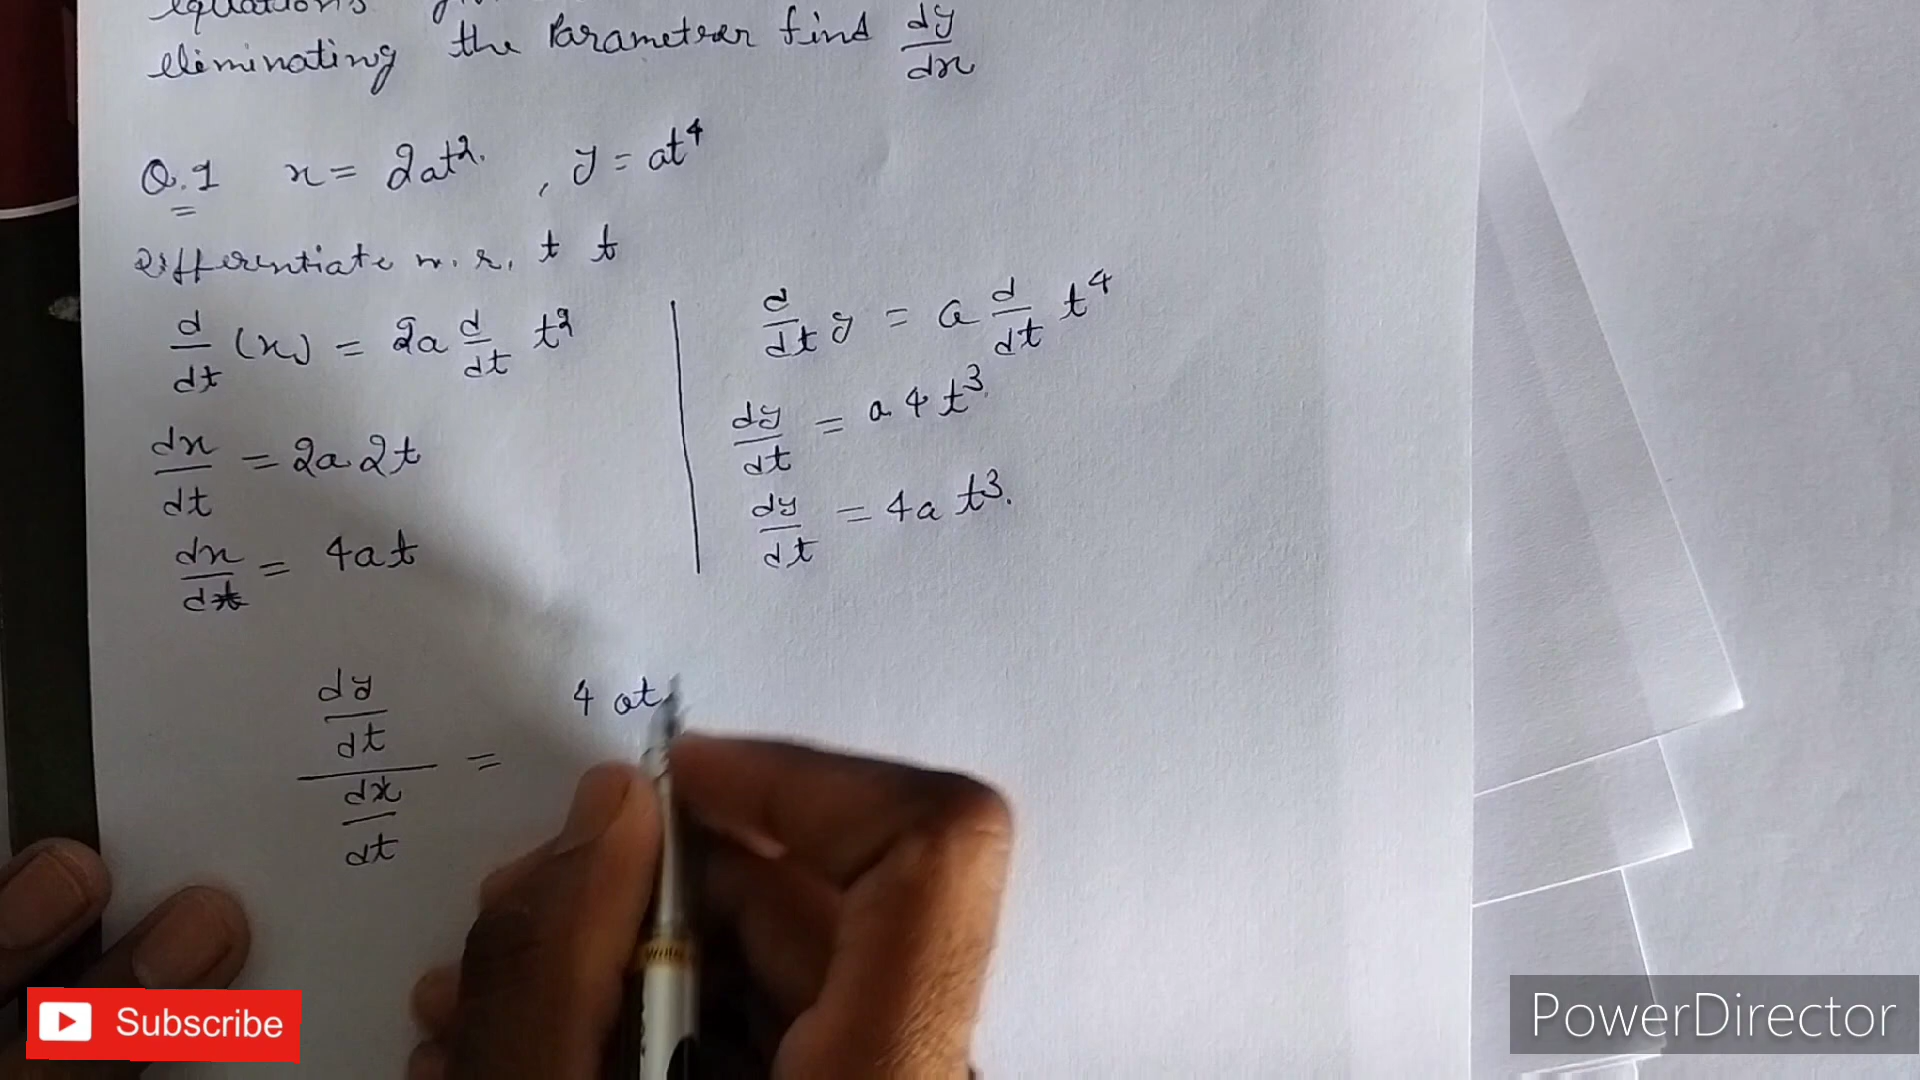 eliminating the Parameter find dy/dx
Q.1 x = 2at², y = at⁴
Differentiate w.r.t t
d/dt (x) = 2a d/dt t²
dx/dt = 2a 2t
dx/dt = 4at
d/dt y = a d/dt t⁴
dy/dt = a 4 t³
dy/dt = 4a t³
dy/dt / dx/dt = 4 at
Subscribe
PowerDirector